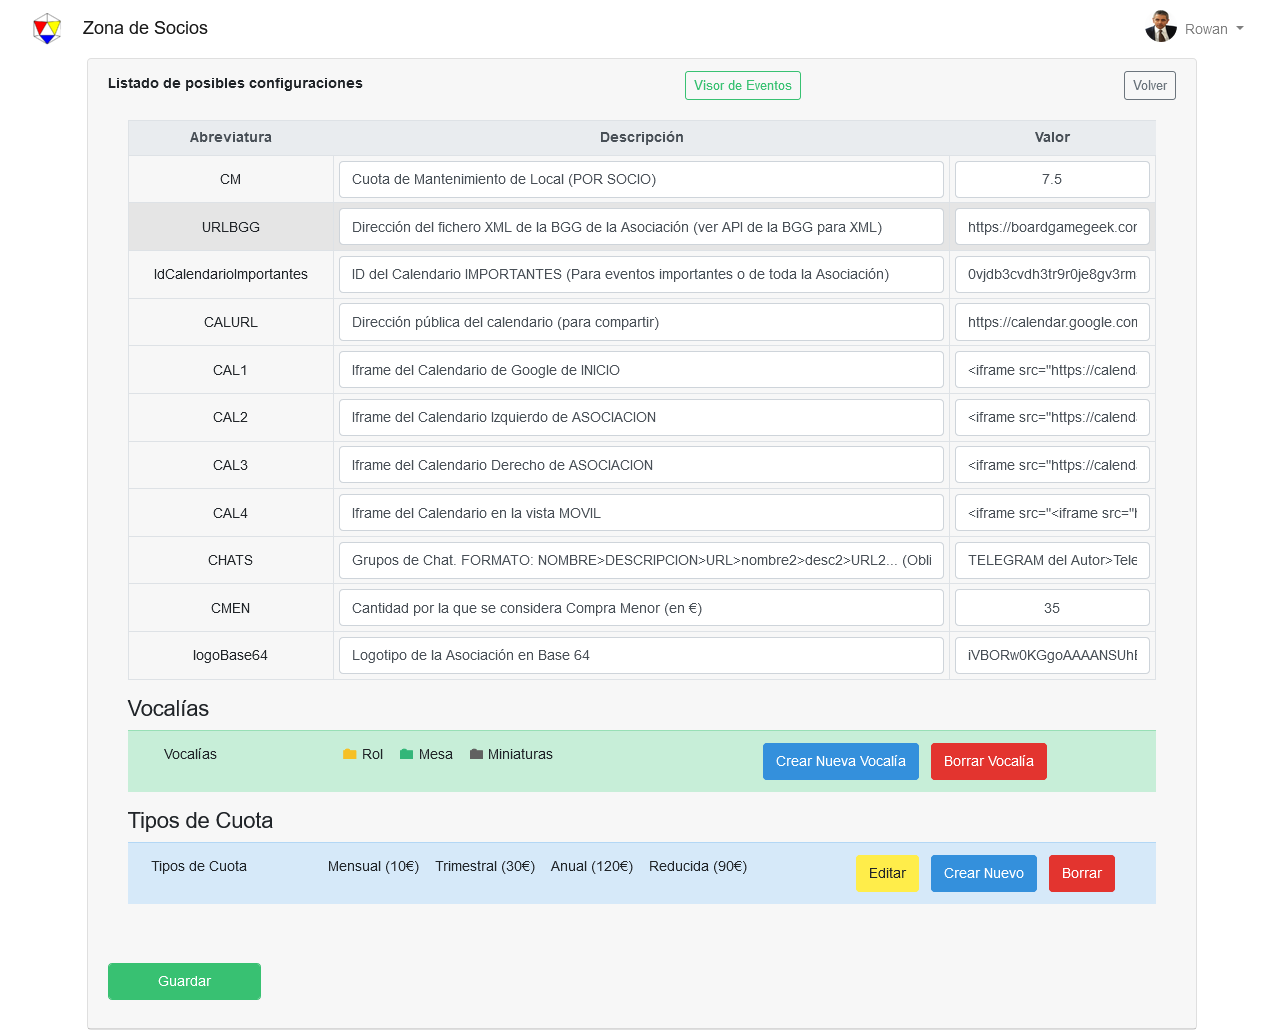 Zona de Socios
Rowan
Listado de posibles configuraciones
Visor de Eventos
Volver
Abreviatura Descripción Valor
CM Cuota de Mantenimiento de Local (POR SOCIO) 7.5
URLBGG Dirección del fichero XML de la BGG de la Asociación (ver API de la BGG para XML) https://boardgamegeek.cor
IdCalendarioImportantes ID del Calendario IMPORTANTES (Para eventos importantes o de toda la Asociación) 0vjdb3cvdh3tr9r0je8gv3rm
CALURL Dirección pública del calendario (para compartir) https://calendar.google.con
CAL1 Iframe del Calendario de Google de INICIO <iframe src="https://calend
CAL2 Iframe del Calendario Izquierdo de ASOCIACION <iframe src="https://calend
CAL3 Iframe del Calendario Derecho de ASOCIACION <iframe src="https://calend
CAL4 Iframe del Calendario en la vista MOVIL <iframe src="<iframe src="h
CHATS Grupos de Chat. FORMATO: NOMBRE>DESCRIPCION>URL>nombre2>desc2>URL2... (Obli TELEGRAM del Autor>Tele
CMEN Cantidad por la que se considera Compra Menor (en €) 35
logoBase64 Logotipo de la Asociación en Base 64 iVBORw0KGgoAAAANSUhE
Vocalías
Vocalías Rol Mesa Miniaturas Crear Nueva Vocalía Borrar Vocalía
Tipos de Cuota
Tipos de Cuota Mensual (10€) Trimestral (30€) Anual (120€) Reducida (90€) Editar Crear Nuevo Borrar
Guardar